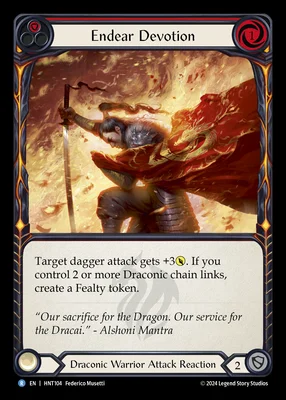 1
Endear Devotion
Target dagger attack gets +3. If you
control 2 or more Draconic chain links,
create a Fealty token.
“Our sacrifice for the Dragon. Our service
for the Dracai.” - Alshoni Mantra
Draconic Warrior Attack Reaction
2
R EN | HNT104 Federico Musetti
© 2024 Legend Story Studios